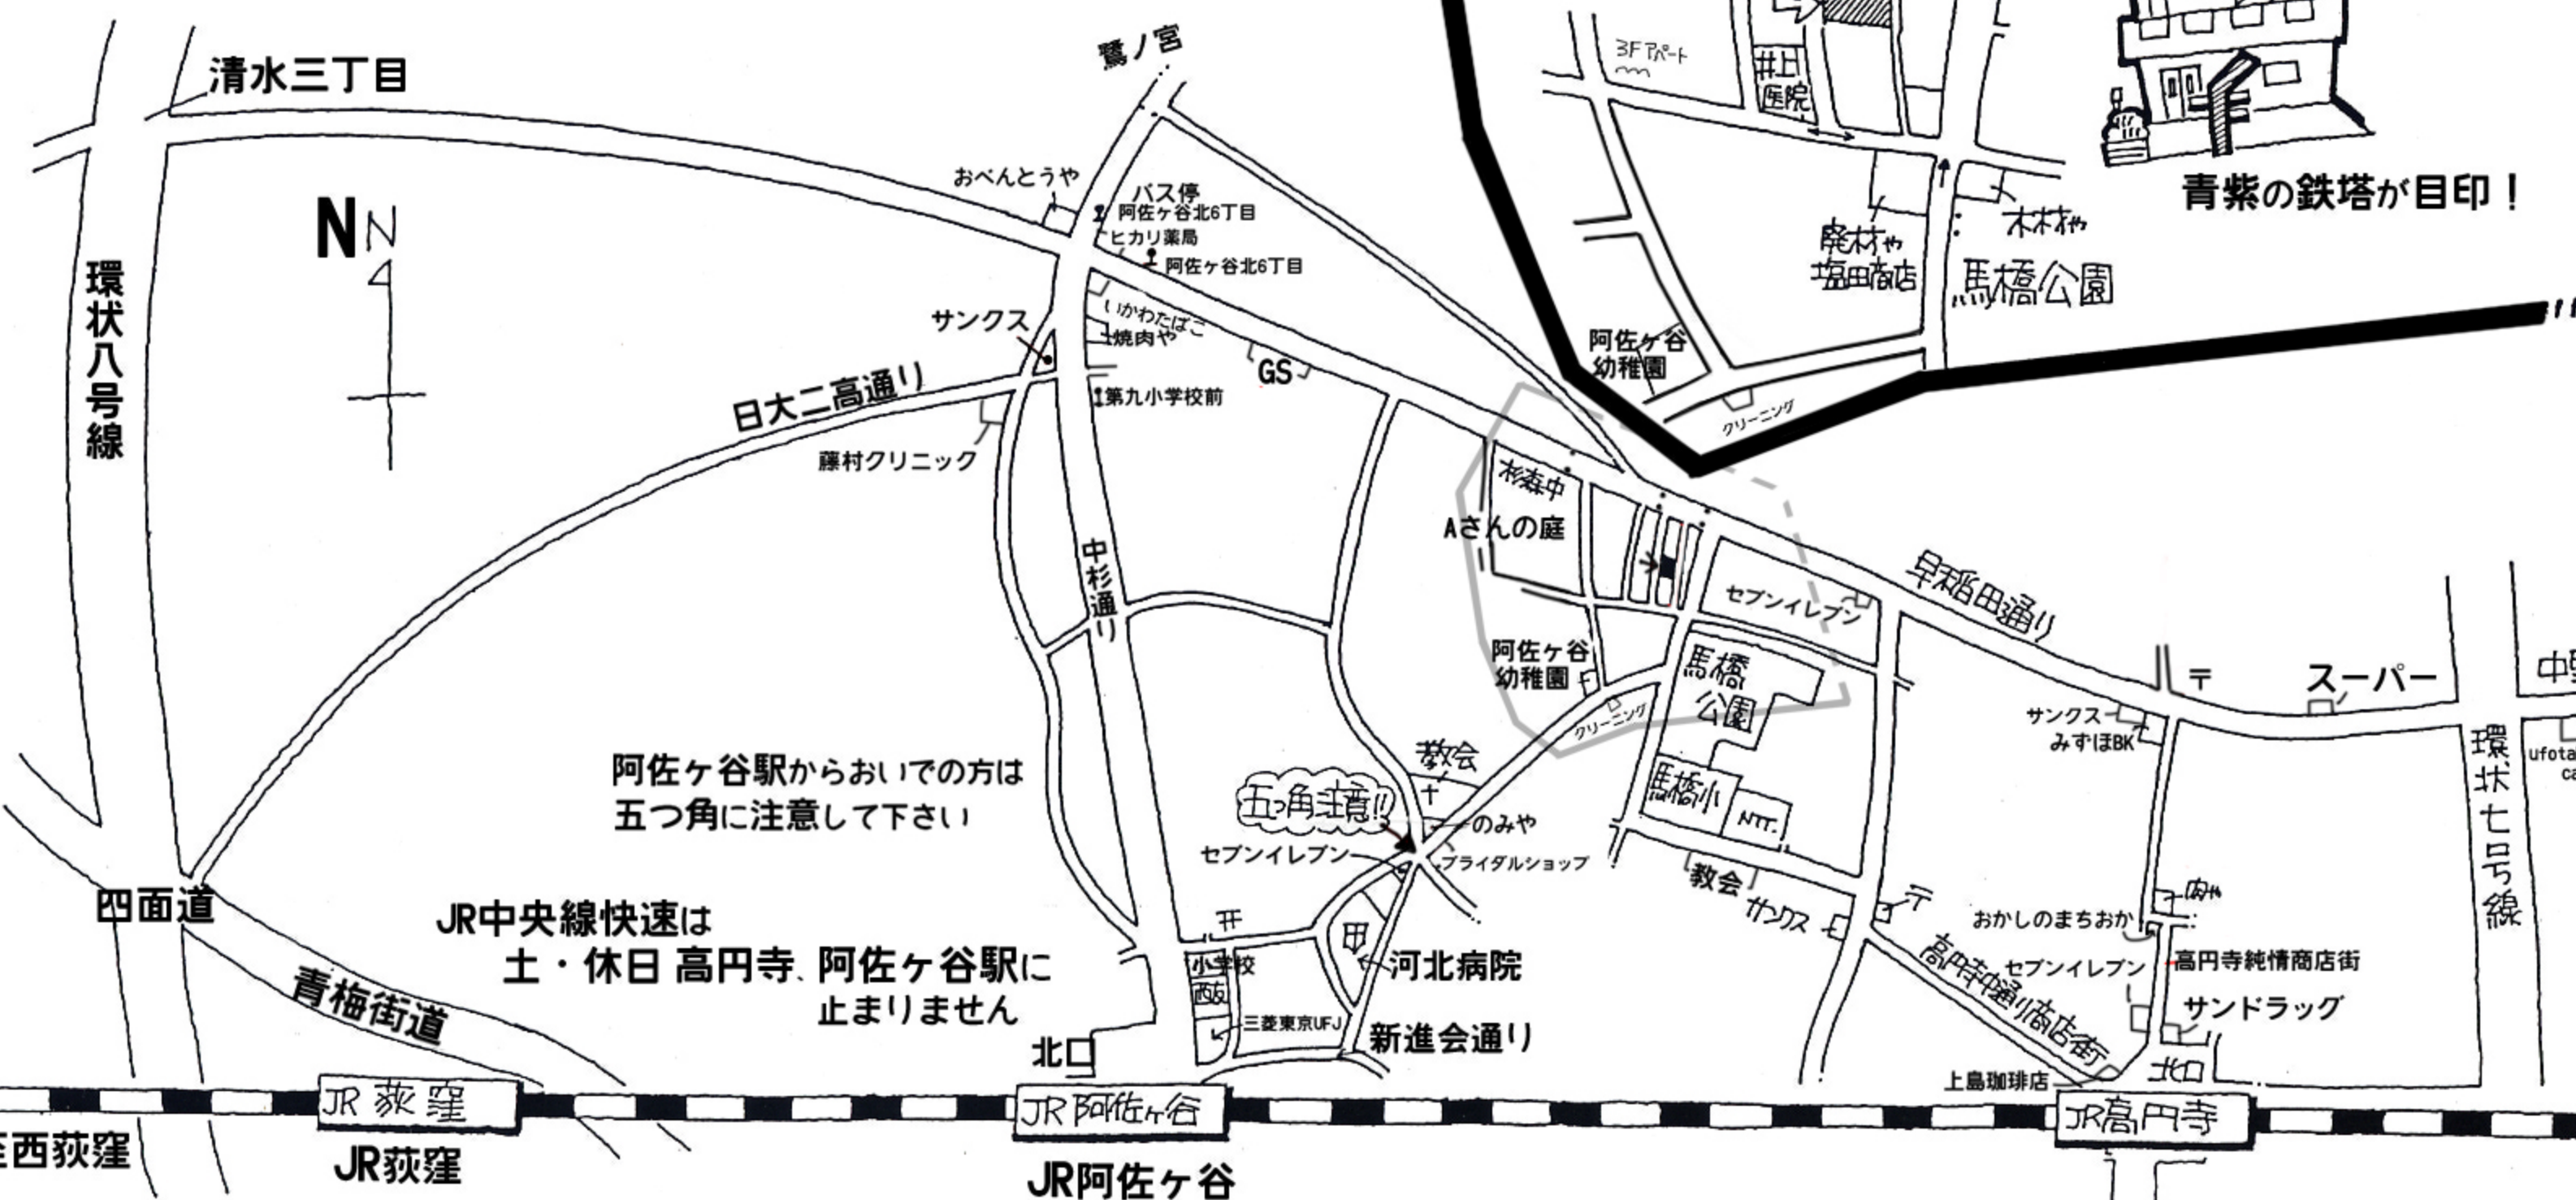 清水三丁目
鷺ノ宮
3Fアパート
井上
医院
青紫の鉄塔が目印！
おべんとうや
バス停
阿佐ヶ谷北6丁目
ヒカリ薬局
阿佐ヶ谷北6丁目
N
N
環状八号線
木材や
廃材や
塩田商店
馬橋公園
サンクス
いかわたばこ
焼肉や
GS
阿佐ヶ谷
幼稚園
クリーニング
日大二高通り
第九小学校前
藤村クリニック
杉森中
Aさんの庭
中杉通り
早稲田通り
セブンイレブン
阿佐ヶ谷
幼稚園
馬橋
公園
クリーニング
〒
スーパー
サンクス
みずほBK
環状七号線
ufota
ca
教会
五つ角注意!!
馬橋小
NTT.
のみや
セブンイレブン
ブライダルショップ
阿佐ヶ谷駅からおいでの方は
五つ角に注意して下さい
教会
サンクス
〒
肉や
四面道
JR中央線快速は
土・休日 高円寺、阿佐ヶ谷駅に
止まりません
おかしのまちおか
高円寺中通り商店街
セブンイレブン
高円寺純情商店街
サンドラッグ
小学校
西友
河北病院
三菱東京UFJ
新進会通り
青梅街道
北口
北口
上島珈琲店
JR 荻窪
JR 阿佐ヶ谷
JR高円寺
至西荻窪
JR荻窪
JR阿佐ヶ谷